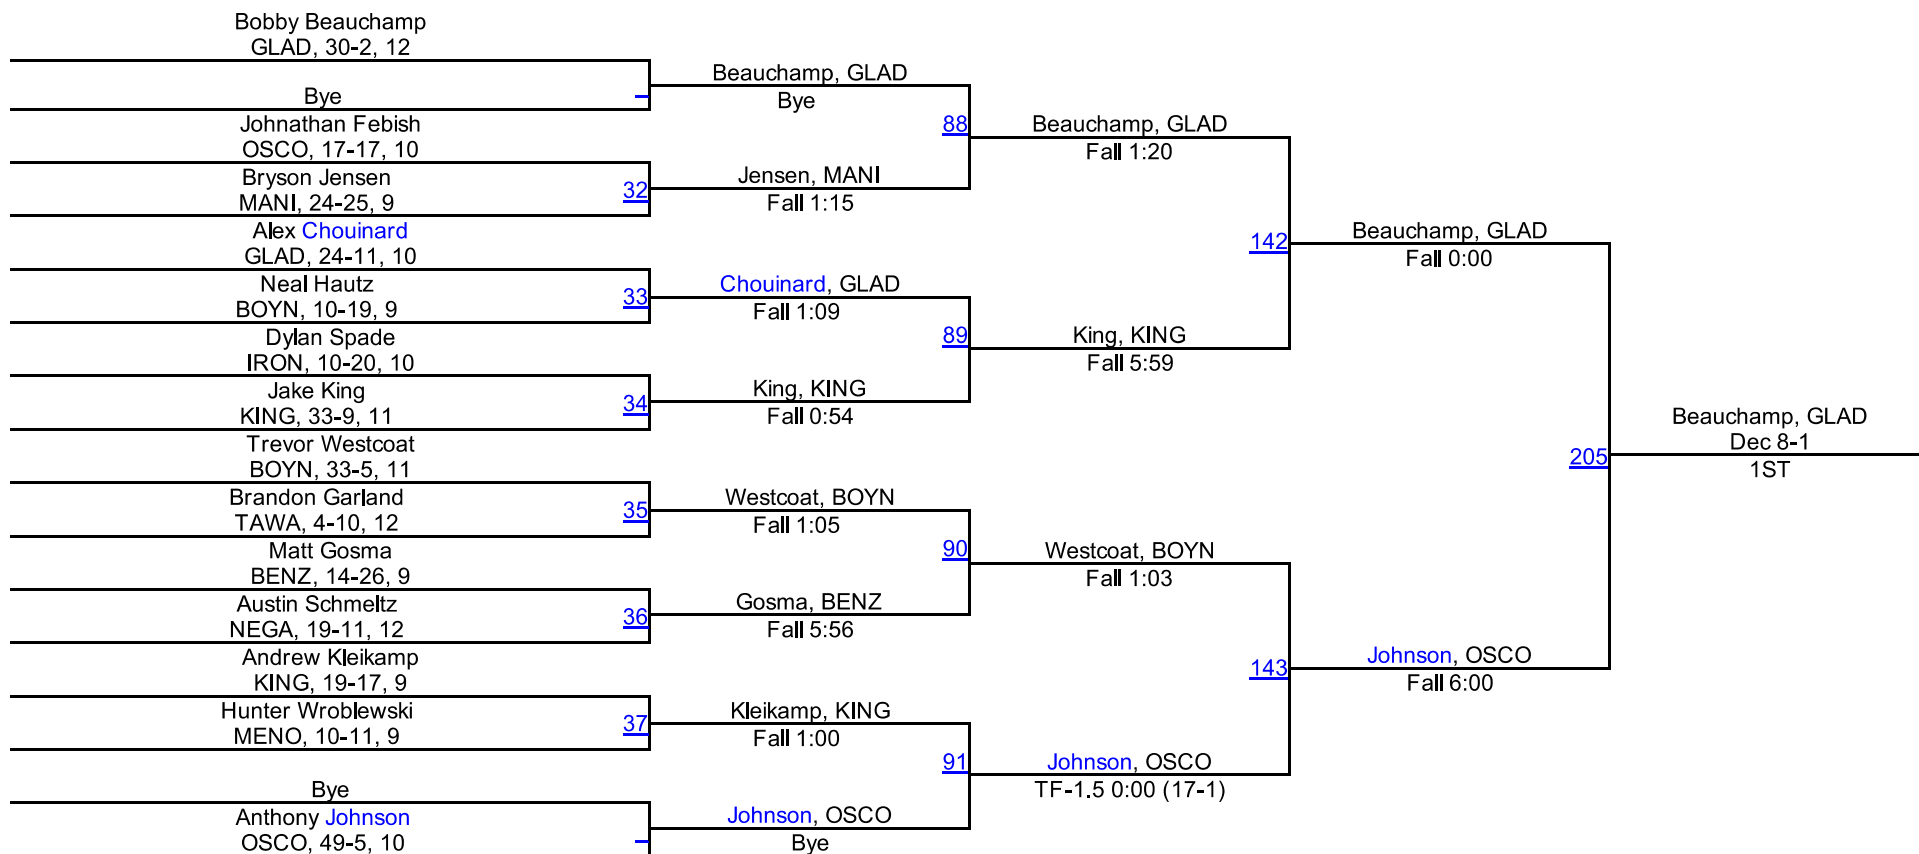 Bobby Beauchamp
GLAD, 30-2, 12
Bye
Johnathan Febish
OSCO, 17-17, 10
Bryson Jensen
MANI, 24-25, 9
32
Alex Chouinard
GLAD, 24-11, 10
Neal Hautz
BOYN, 10-19, 9
33
Dylan Spade
IRON, 10-20, 10
Jake King
KING, 33-9, 11
34
Trevor Westcoat
BOYN, 33-5, 11
Brandon Garland
TAWA, 4-10, 12
35
Matt Gosma
BENZ, 14-26, 9
Austin Schmeltz
NEGA, 19-11, 12
36
Andrew Kleikamp
KING, 19-17, 9
Hunter Wroblewski
MENO, 10-11, 9
37
Bye
Anthony Johnson
OSCO, 49-5, 10
Beauchamp, GLAD
Bye
88
Jensen, MANI
Fall 1:15
Chouinard, GLAD
Fall 1:09
89
King, KING
Fall 0:54
Westcoat, BOYN
Fall 1:05
90
Gosma, BENZ
Fall 5:56
Kleikamp, KING
Fall 1:00
91
Johnson, OSCO
Bye
Beauchamp, GLAD
Fall 1:20
142
King, KING
Fall 5:59
Westcoat, BOYN
Fall 1:03
143
Johnson, OSCO
TF-1.5 0:00 (17-1)
Beauchamp, GLAD
Fall 0:00
205
Johnson, OSCO
Fall 6:00
Beauchamp, GLAD
Dec 8-1
1ST